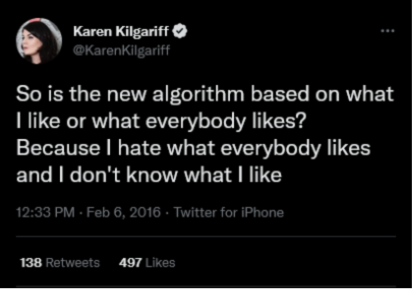 Karen Kilgariff
@KarenKilgariff
So is the new algorithm based on what
I like or what everybody likes?
Because I hate what everybody likes
and I don't know what I like
12:33 PM · Feb 6, 2016 · Twitter for iPhone
138 Retweets 497 Likes